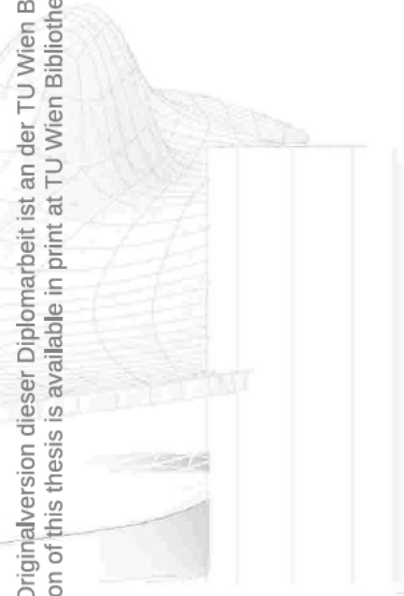 Originalversion dieser Diplomarbeit ist an der TU Wien B
on of this thesis is available in print at TU Wien Bibliothe